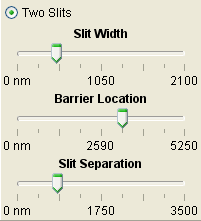 Two Slits
Slit Width
0 nm 1050 2100
Barrier Location
0 nm 2590 5250
Slit Separation
0 nm 1750 3500